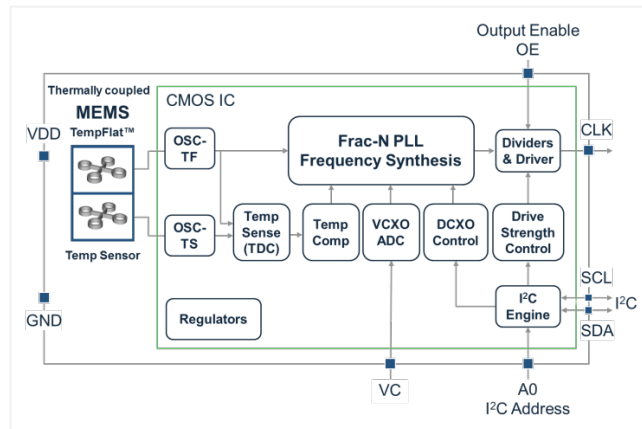 Output Enable
OE
Thermally coupled
MEMS
TempFlat™
CMOS IC
VDD
OSC-
TF
Frac-N PLL
Frequency Synthesis
Dividers
& Driver
CLK
OSC-
TS
Temp
Sense
(TDC)
Temp
Comp
VCXO
ADC
DCXO
Control
Drive
Strength
Control
Temp Sensor
GND
Regulators
I²C
Engine
SCL
I²C
SDA
VC
A0
I²C Address